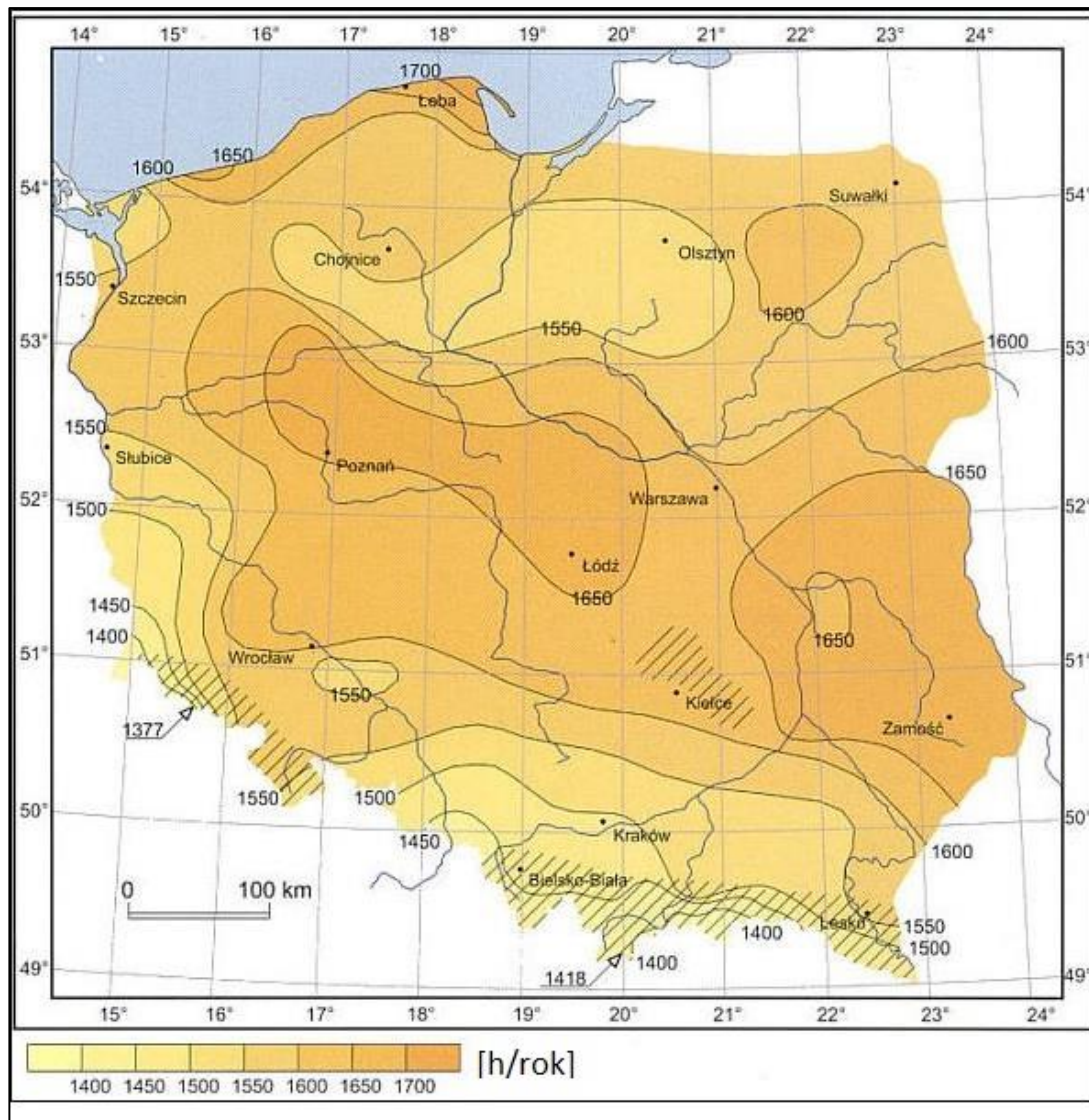 14° 15° 16° 17° 18° 19° 20° 21° 22° 23° 24°
1700
Łeba
1600 1650
54° 54°
Suwałki
Chojnice Olsztyn
1550
Szczecin
1600
1550
53° 53°
1600
1550
Słubice
Poznań
1650
Warszawa
52° 52°
1500
Łódź
1650
1450
1400
1650
51° 51°
Wrocław
1550
Kielce
1377
Zamość
1550
1500
50° 50°
1450
Kraków
1600
0 100 km
Bielsko-Biała
Lesko
1550
1400
1500
1400
49° 49°
1418
15° 16° 17° 18° 19° 20° 21° 22° 23° 24°
[h/rok]
1400 1450 1500 1550 1600 1650 1700